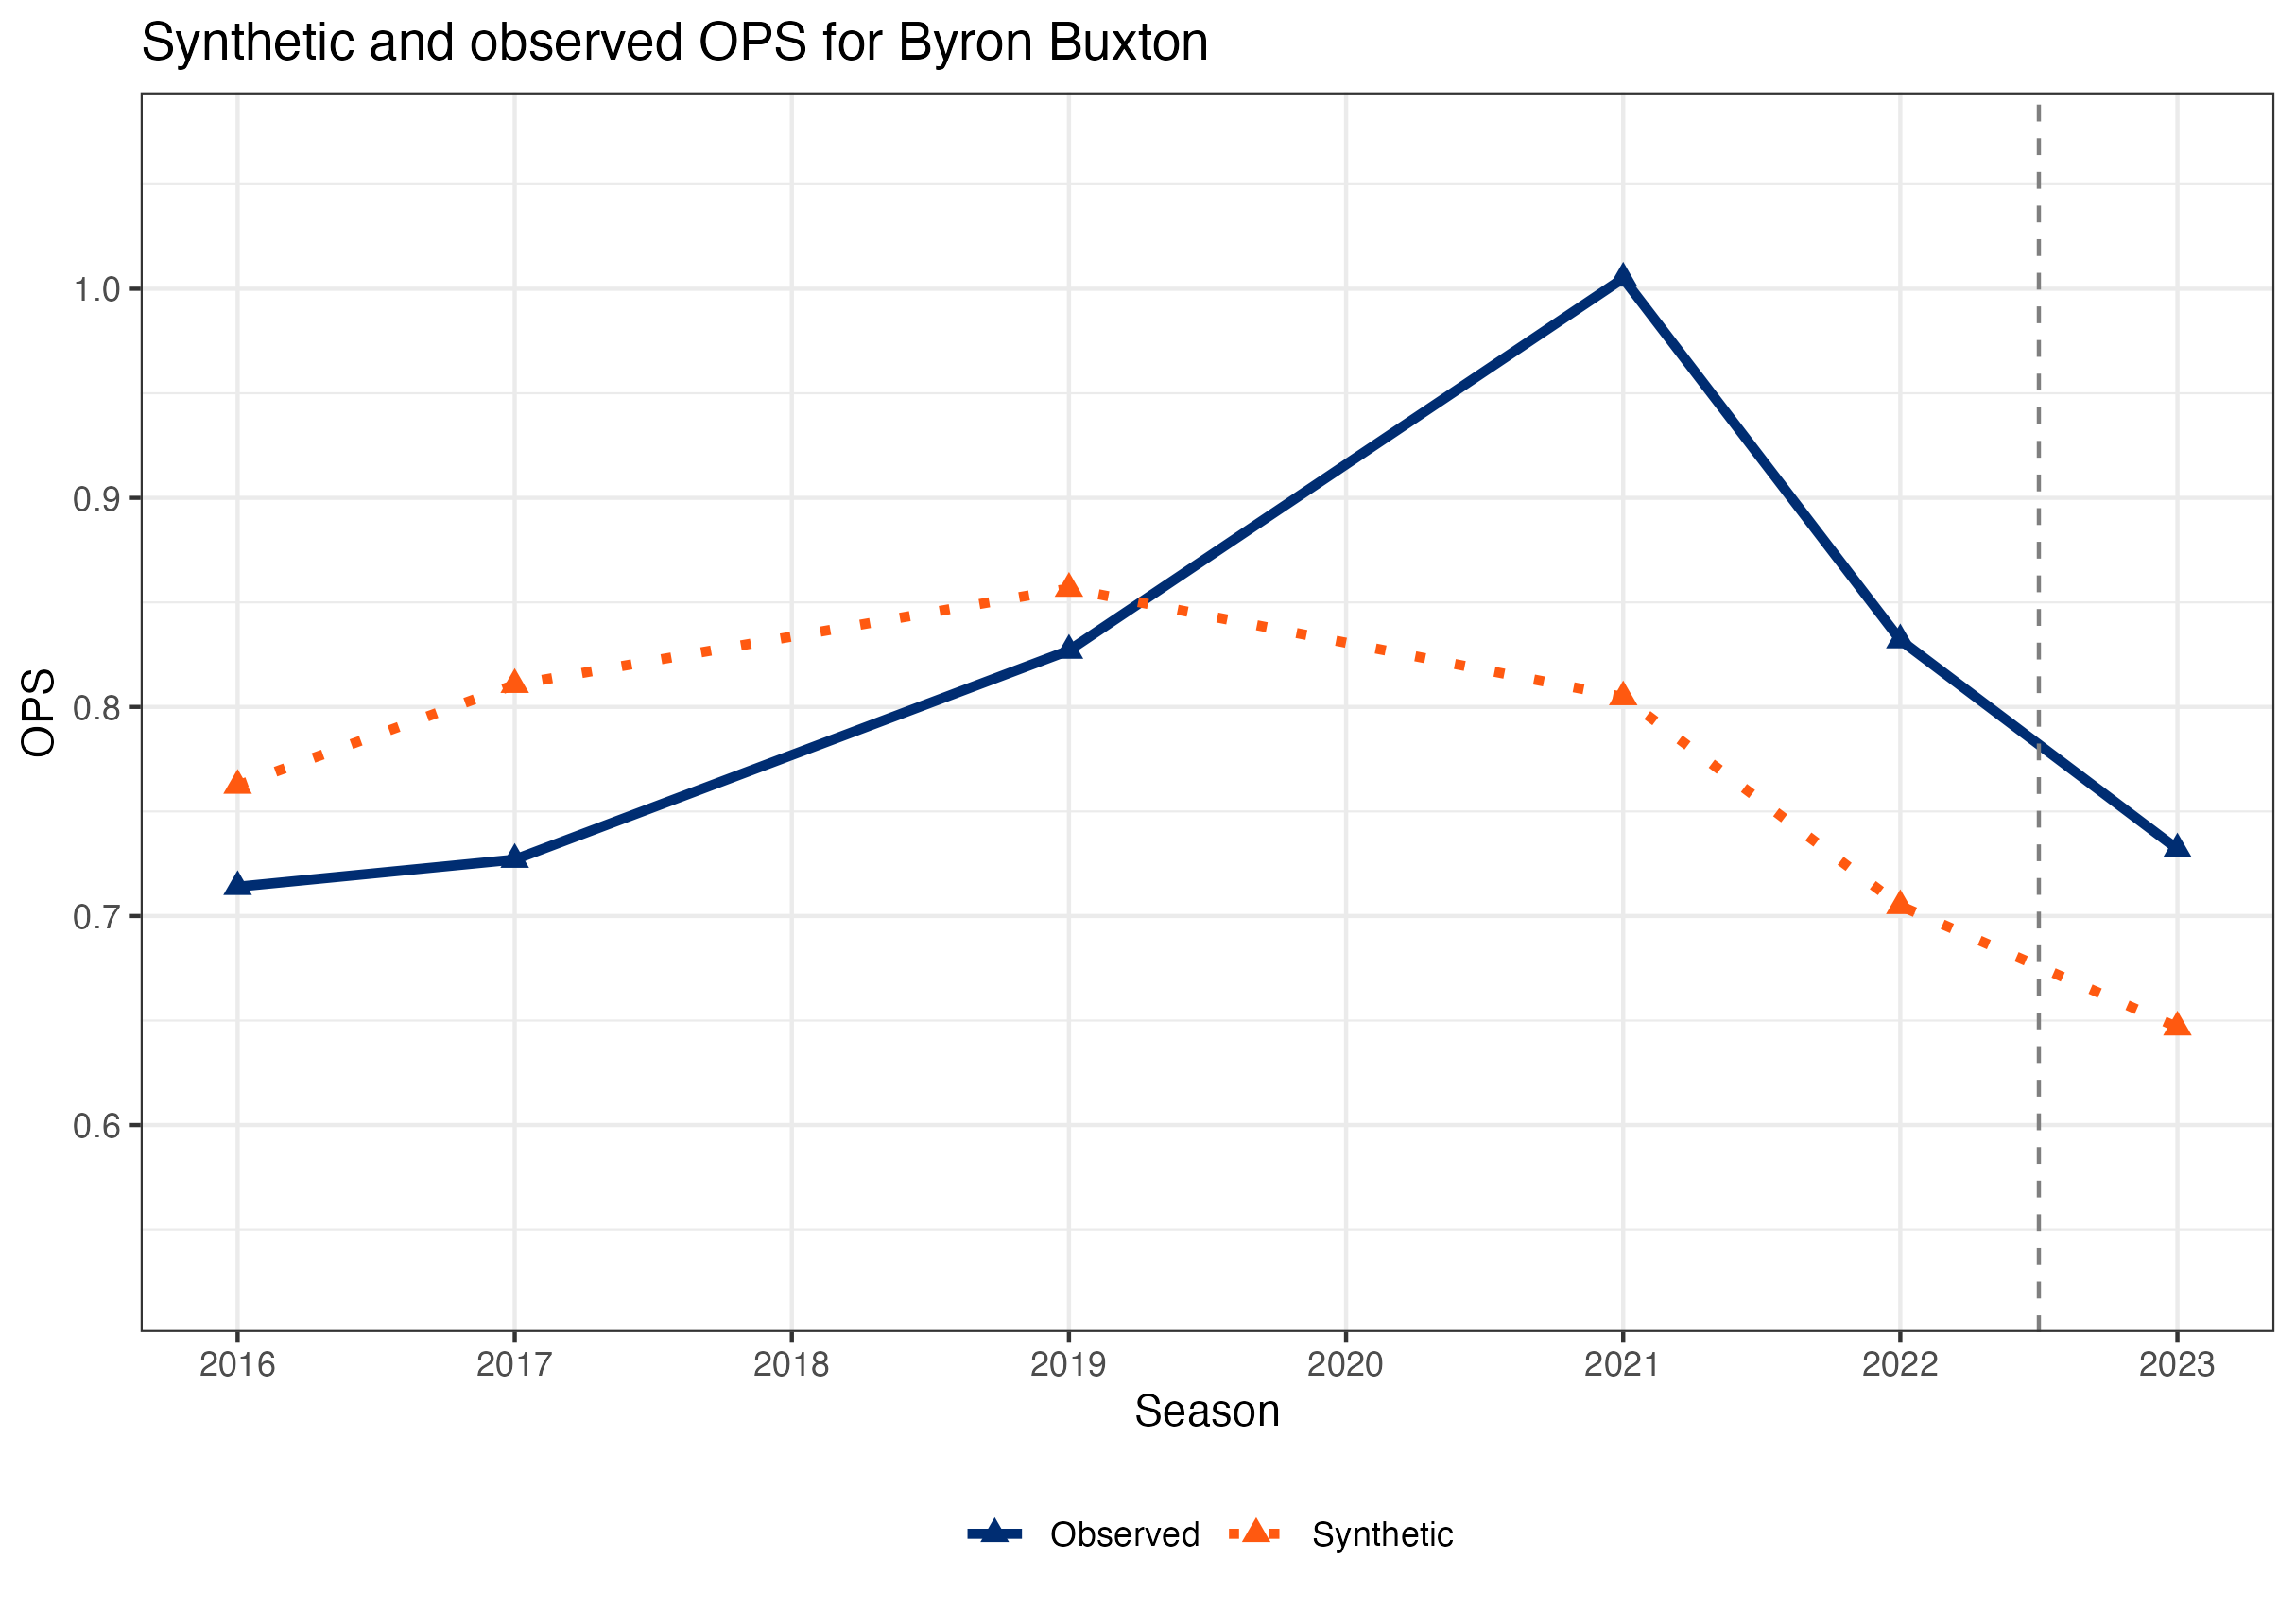 Synthetic and observed OPS for Byron Buxton
OPS
1.0
0.9
0.8
0.7
0.6
2016 2017 2018 2019 2020 2021 2022 2023
Season
Observed Synthetic